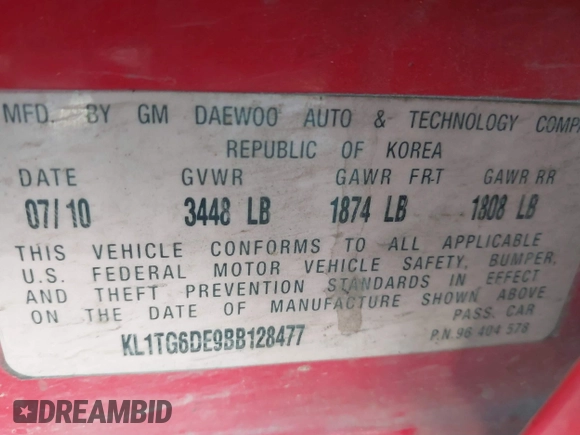 MFD. BY GM DAEWOO AUTO & TECHNOLOGY COMPA
REPUBLIC OF KOREA
DATE GVWR GAWR FRT GAWR RR
07/10 3448 LB 1874 LB 1808 LB
THIS VEHICLE CONFORMS TO ALL APPLICABLE
U.S. FEDERAL MOTOR VEHICLE SAFETY, BUMPER,
AND THEFT PREVENTION STANDARDS IN EFFECT
ON THE DATE OF MANUFACTURE SHOWN ABOVE
PASS. CAR
KL1TG6DE9BB128477
P.N. 96 404 578
DREAMBID